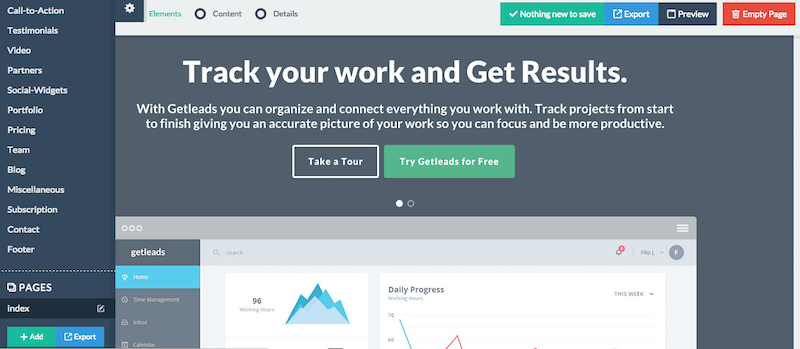 Call-to-Action
Testimonials
Video
Partners
Social-Widgets
Portfolio
Pricing
Team
Blog
Miscellaneous
Subscription
Contact
Footer
PAGES
Index
+ Add
Export
Elements
Content
Details
Nothing new to save
Export
Preview
Empty Page
Track your work and Get Results.
With Getleads you can organize and connect everything you work with. Track projects from start
to finish giving you an accurate picture of your work so you can focus and be more productive.
Take a Tour
Try Getleads for Free
getleads
Search
Filip J.
F
Home
Time Management
Inbox
Calendar
96
Working Hours
Daily Progress
Working Hours
THIS WEEK
70
60